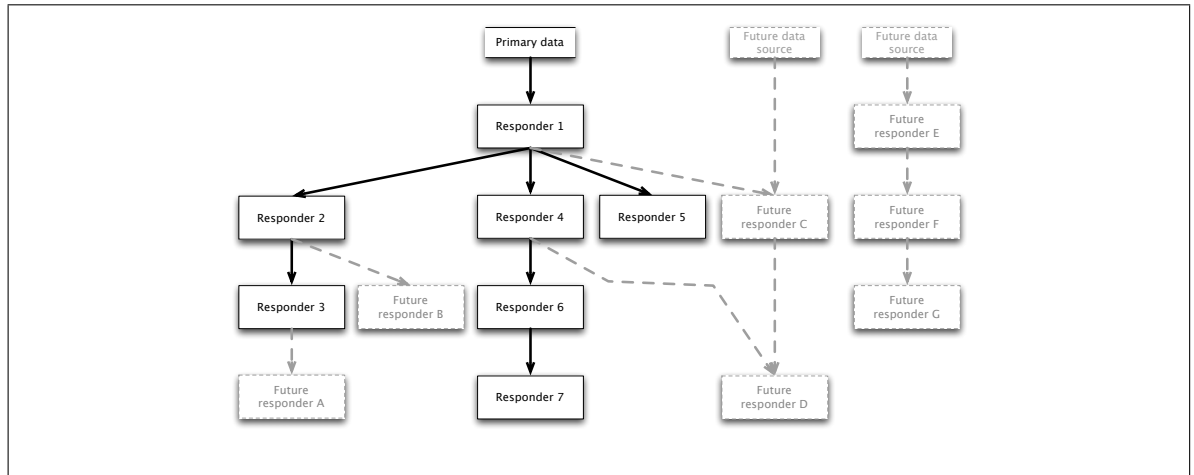 Primary data
Future data
source
Future data
source
Responder 1
Future
responder E
Responder 2
Responder 4
Responder 5
Future
responder C
Future
responder F
Responder 3
Future
responder B
Responder 6
Future
responder G
Future
responder A
Responder 7
Future
responder D